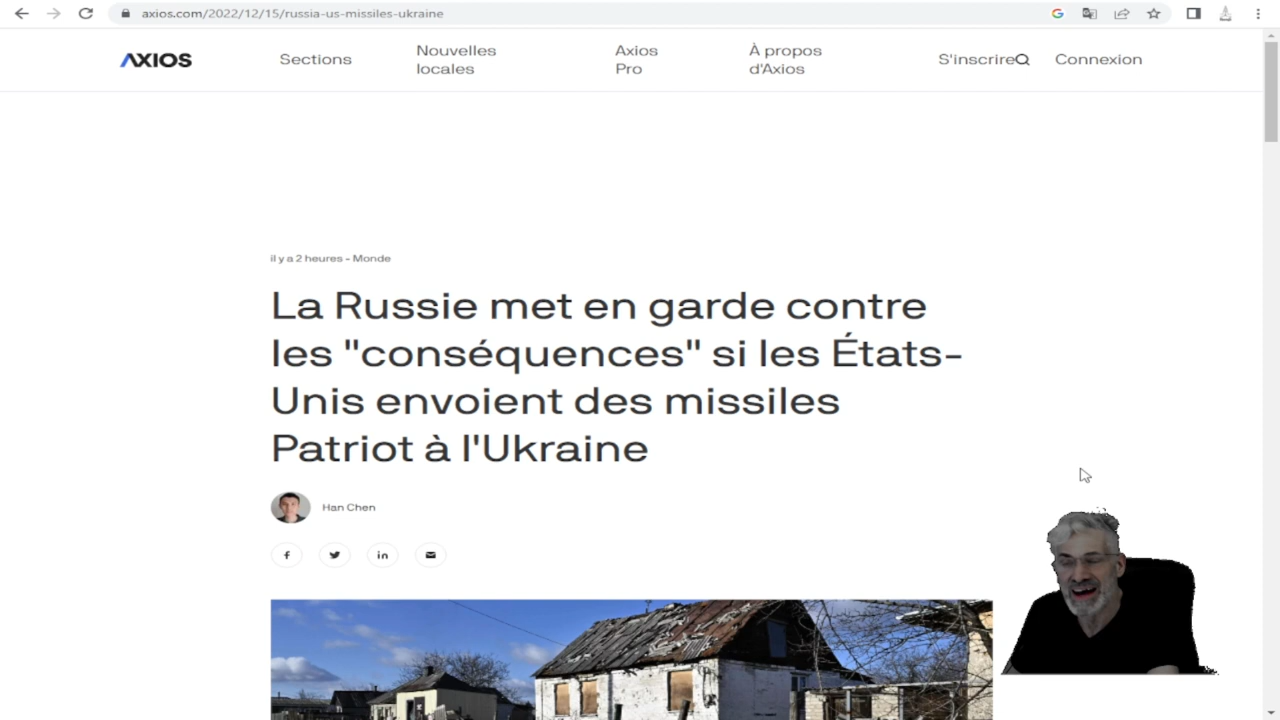 axios.com/2022/12/15/russia-us-missiles-ukraine
AXIOS
Sections
Nouvelles
locales
Axios
Pro
À propos
d'Axios
S'inscrire
Connexion
il y a 2 heures - Monde
La Russie met en garde contre
les "conséquences" si les États-
Unis envoient des missiles
Patriot à l'Ukraine
Han Chen